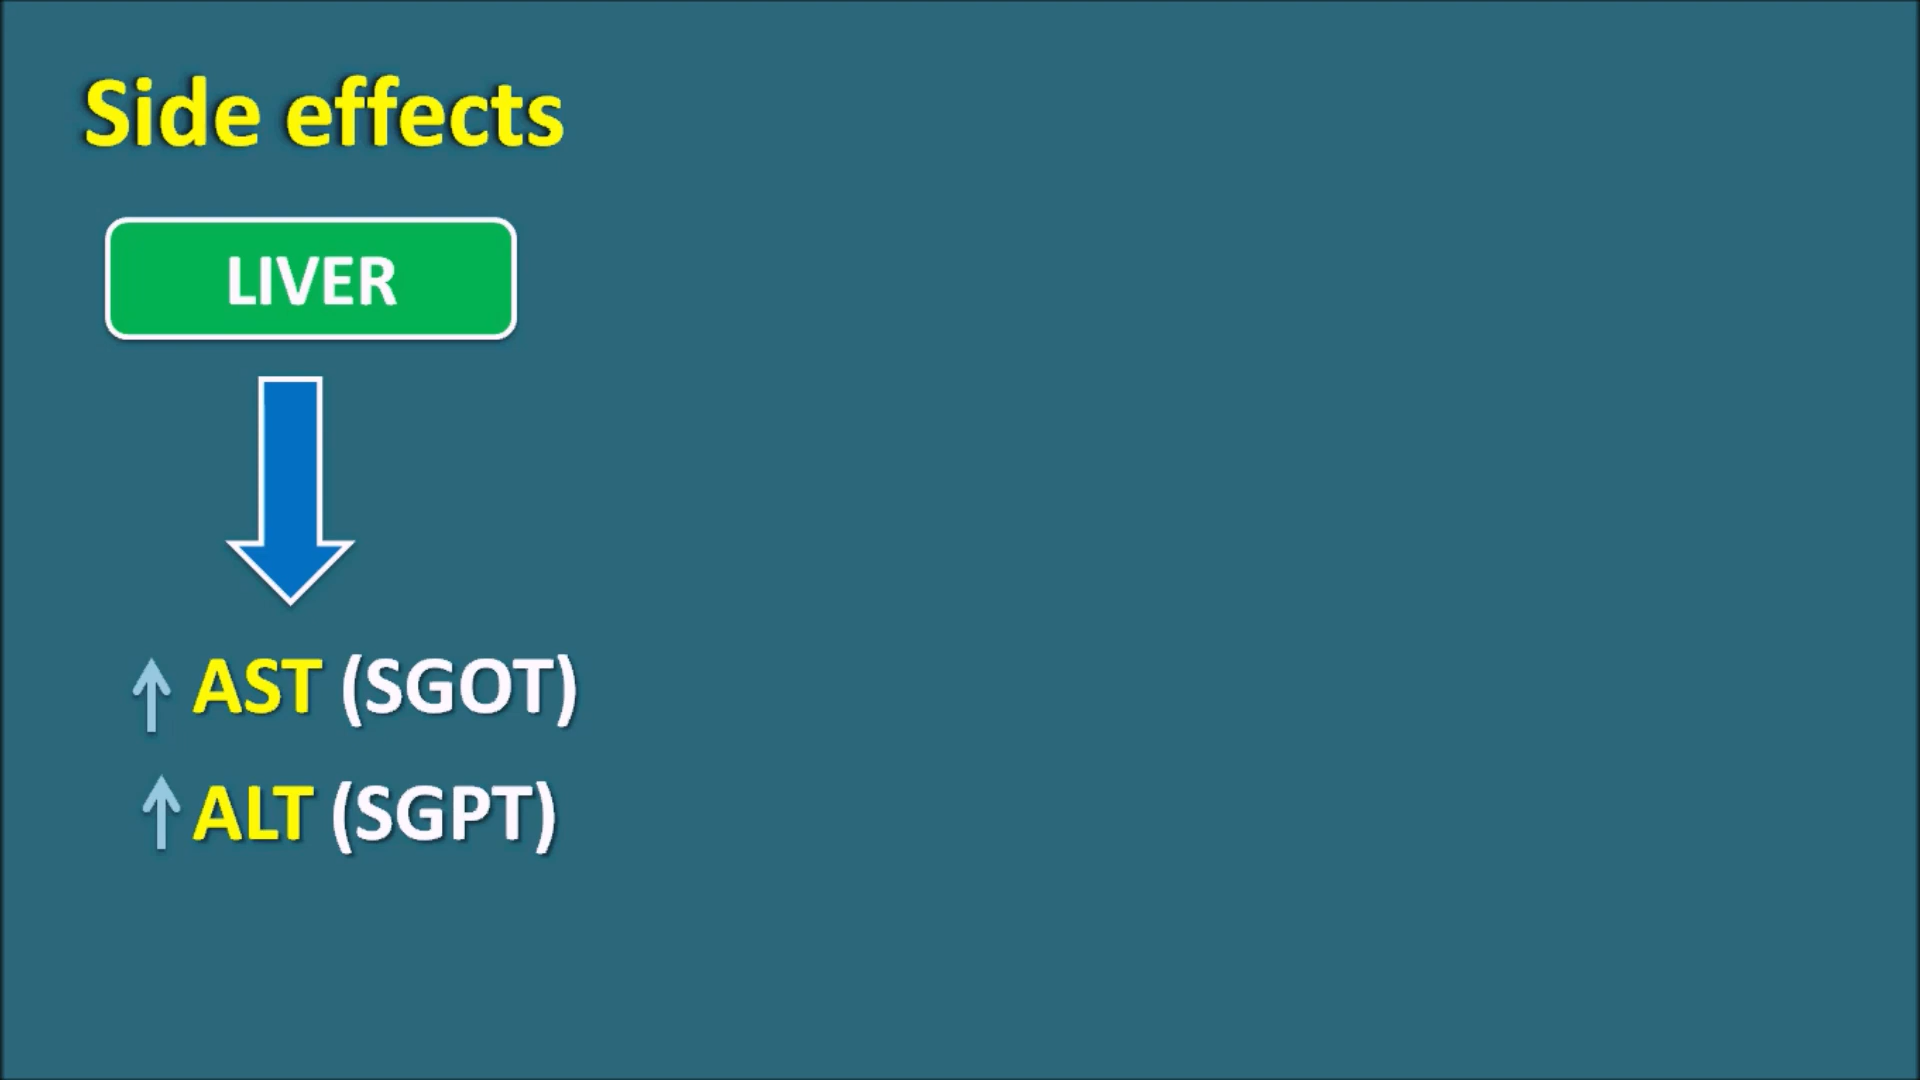 Side effects
LIVER
↑ AST (SGOT)
↑ ALT (SGPT)